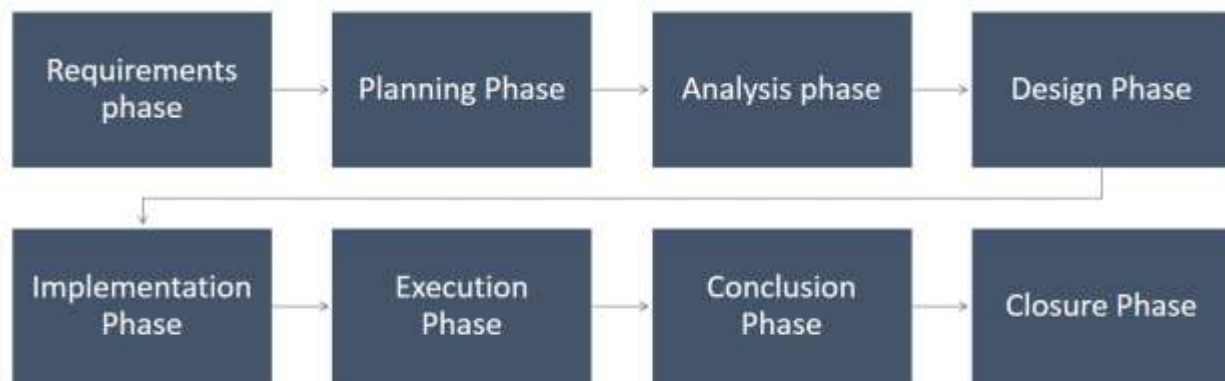 Requirements
phase
Planning Phase
Analysis phase
Design Phase
Implementation
Phase
Execution
Phase
Conclusion
Phase
Closure Phase